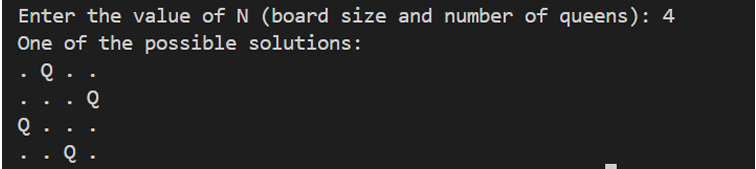 Enter the value of N (board size and number of queens): 4
One of the possible solutions:
. Q . .
. . . Q
Q . . .
. . Q .